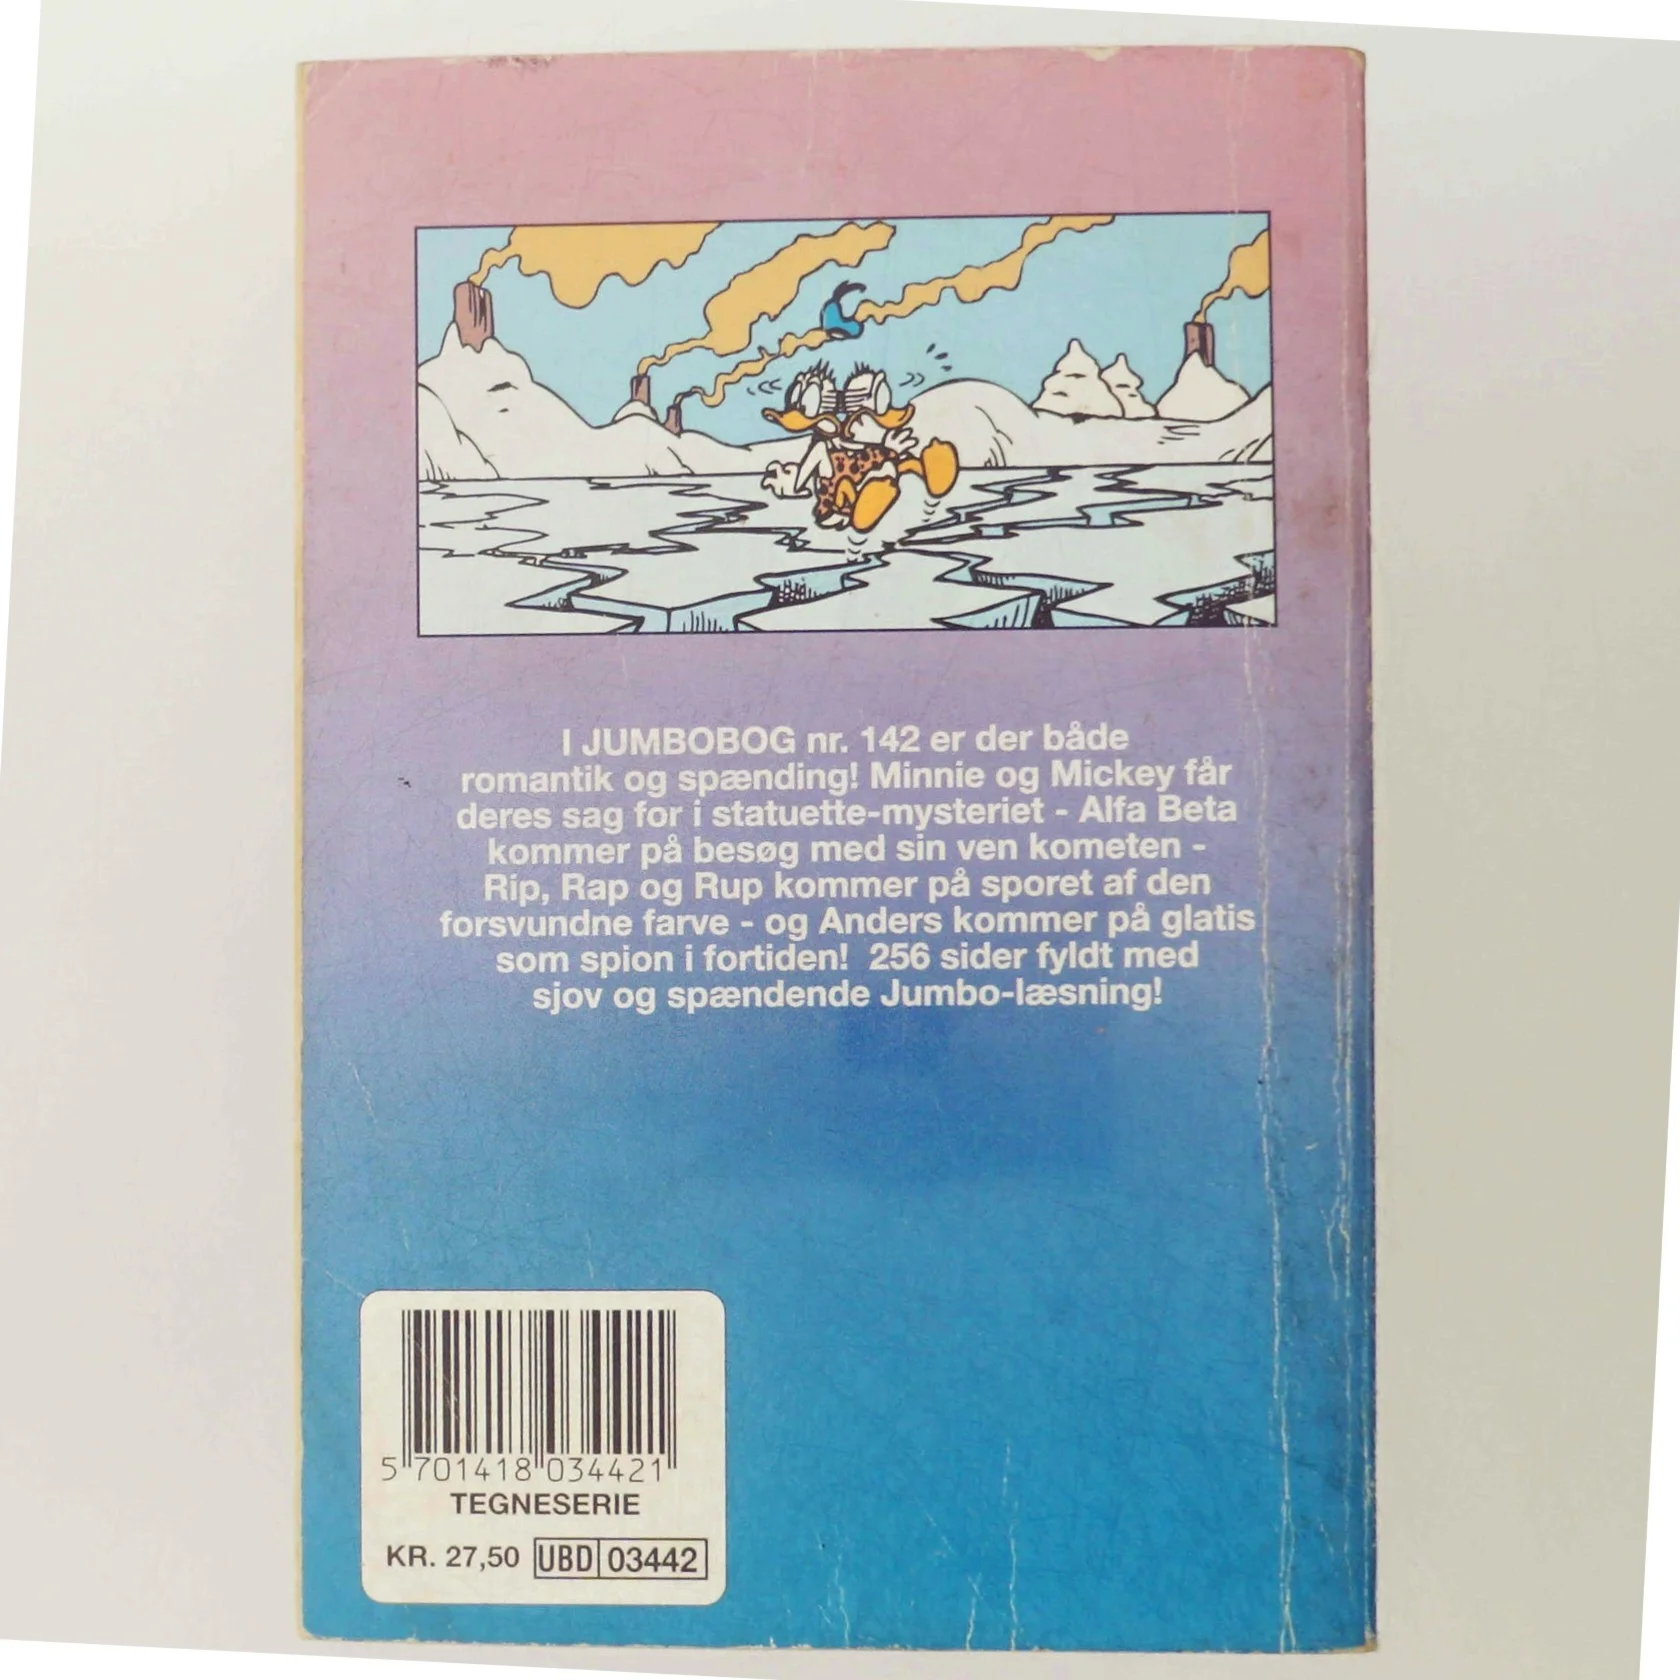 I JUMBOBOG nr. 142 er der både
romantik og spænding! Minnie og Mickey får
deres sag for i statuette-mysteriet - Alfa Beta
kommer på besøg med sin ven kometen -
Rip, Rap og Rup kommer på sporet af den
forsvundne farve - og Anders kommer på glatis
som spion i fortiden! 256 sider fyldt med
sjov og spændende Jumbo-læsning!
5 701418 034421
TEGNESERIE
KR. 27,50 UBD 03442